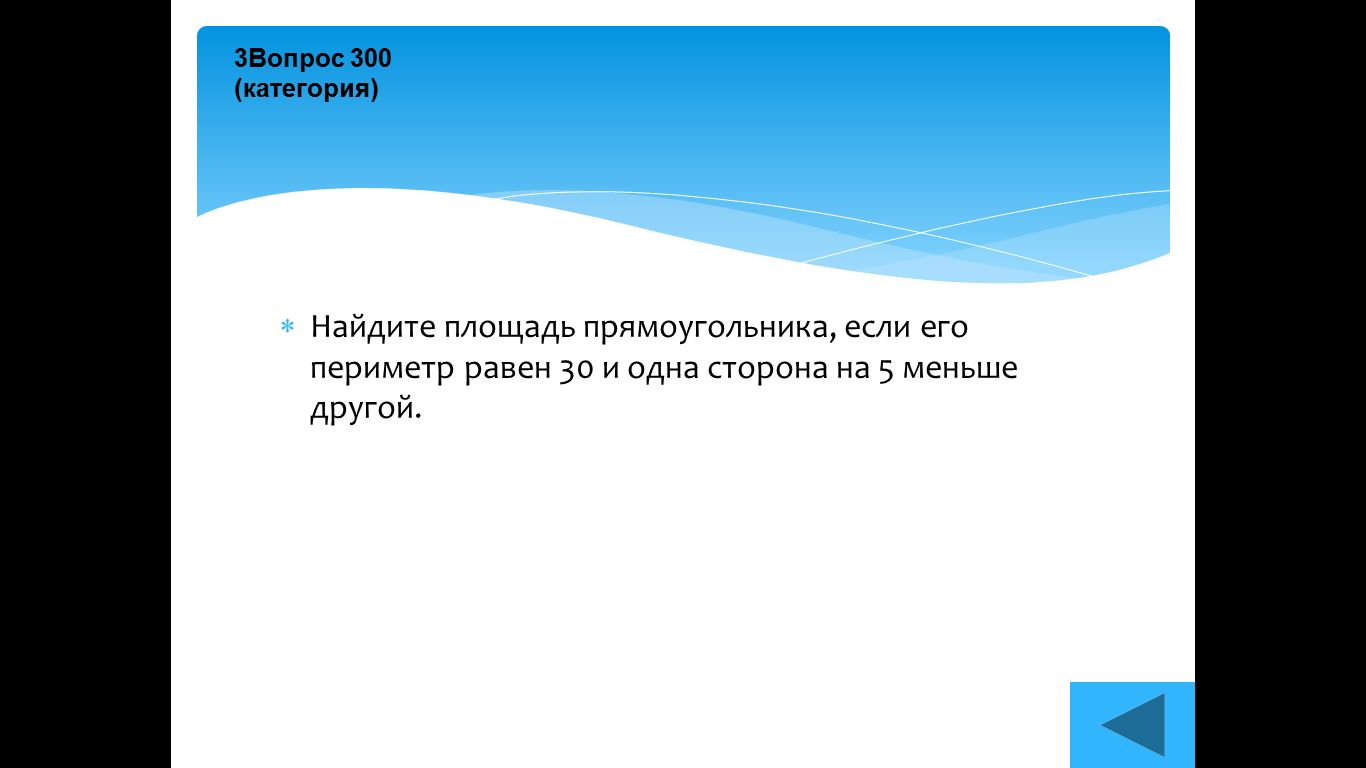 3Вопрос 300
(категория)
Найдите площадь прямоугольника, если его
периметр равен 30 и одна сторона на 5 меньше
другой.